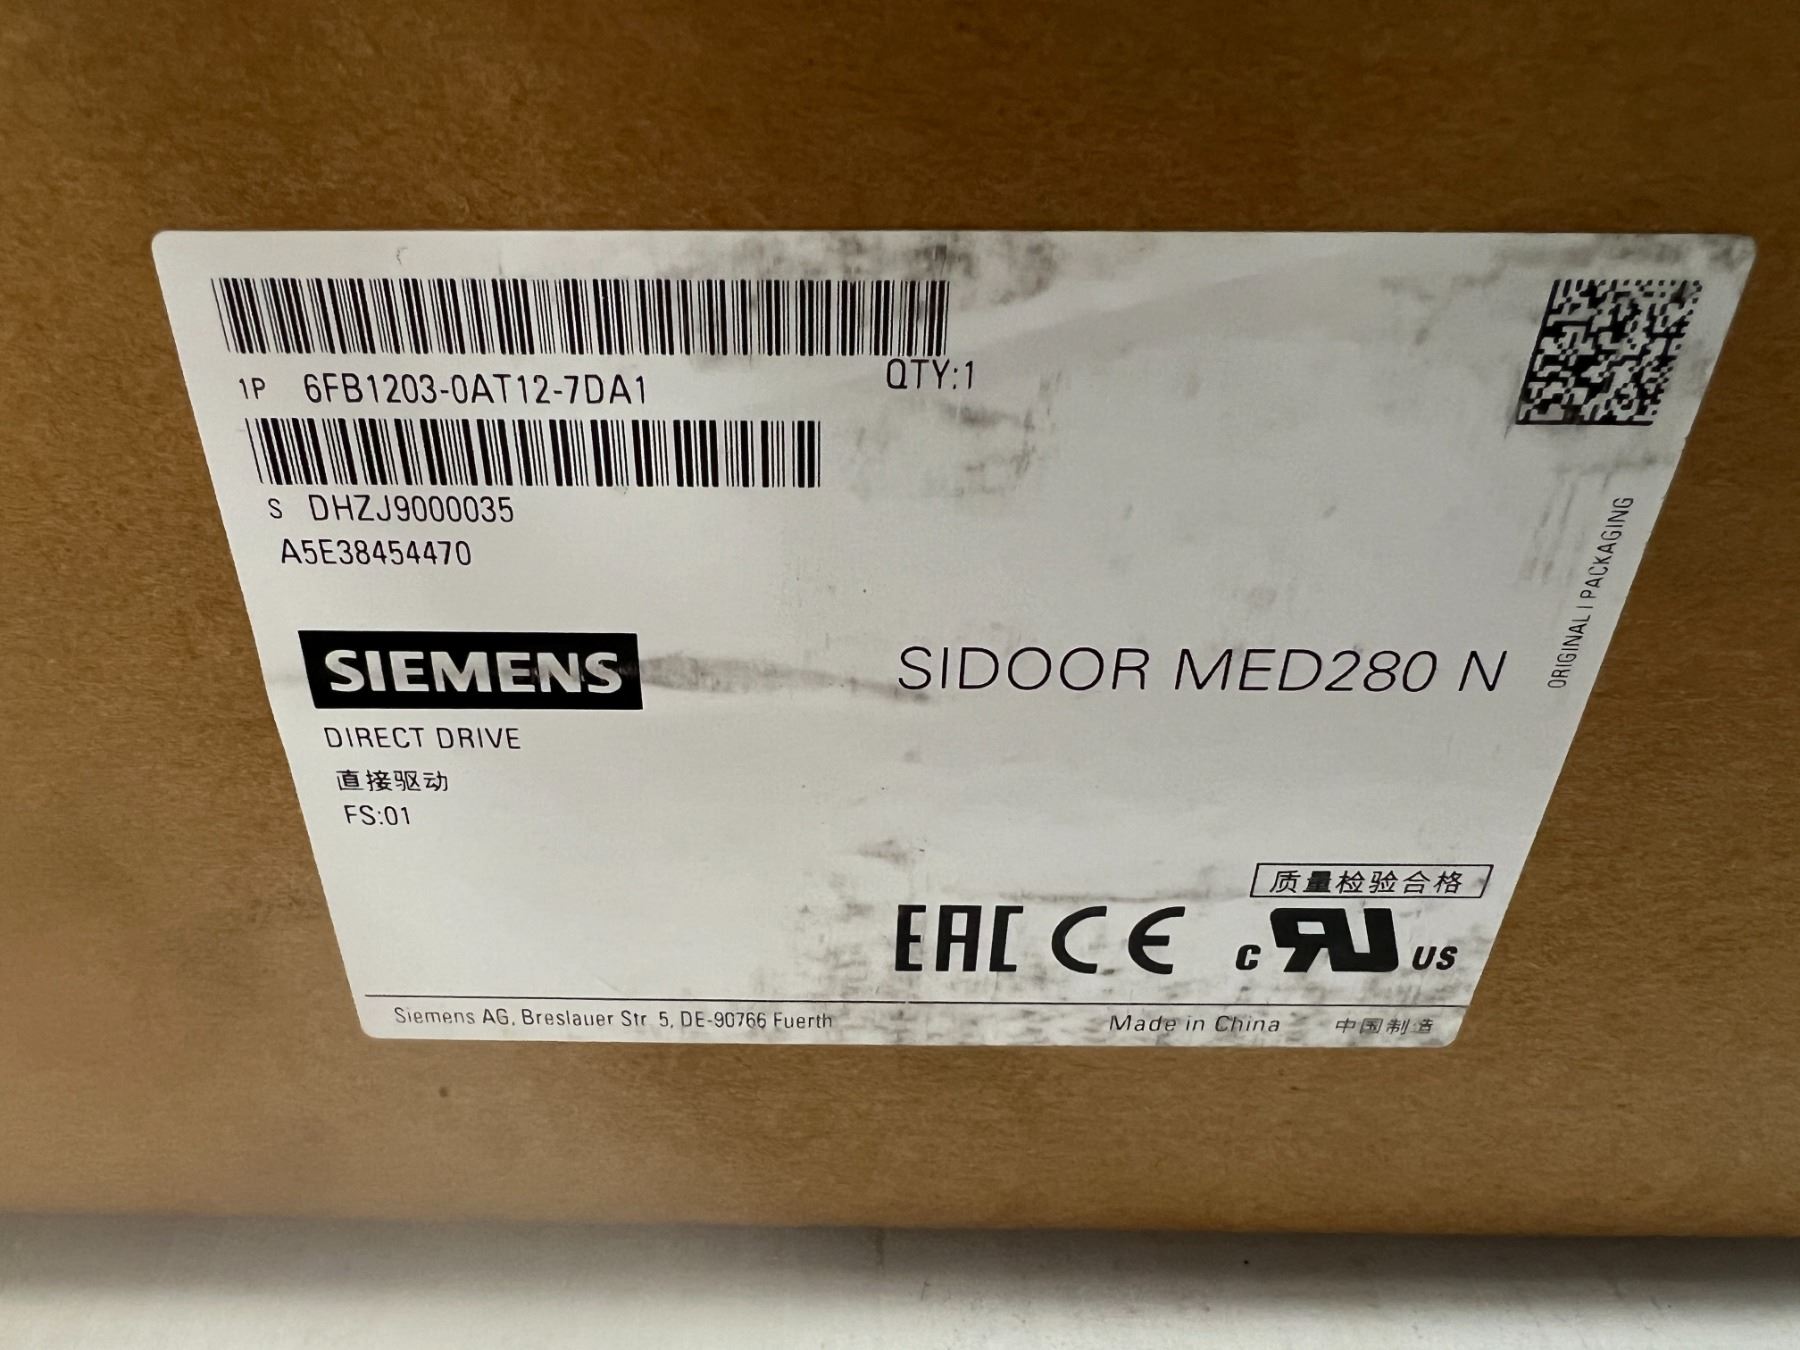 1P 6FB1203-0AT12-7DA1 QTY:1
S DHZJ9000035
A5E38454470
SIEMENS
SIDOOR MED280 N
DIRECT DRIVE
直接驱动
FS:01
ORIGINAL | PACKAGING
质量检验合格
EAC CE c RU US
Siemens AG, Breslauer Str. 5, DE-90766 Fuerth Made in China 中国制造